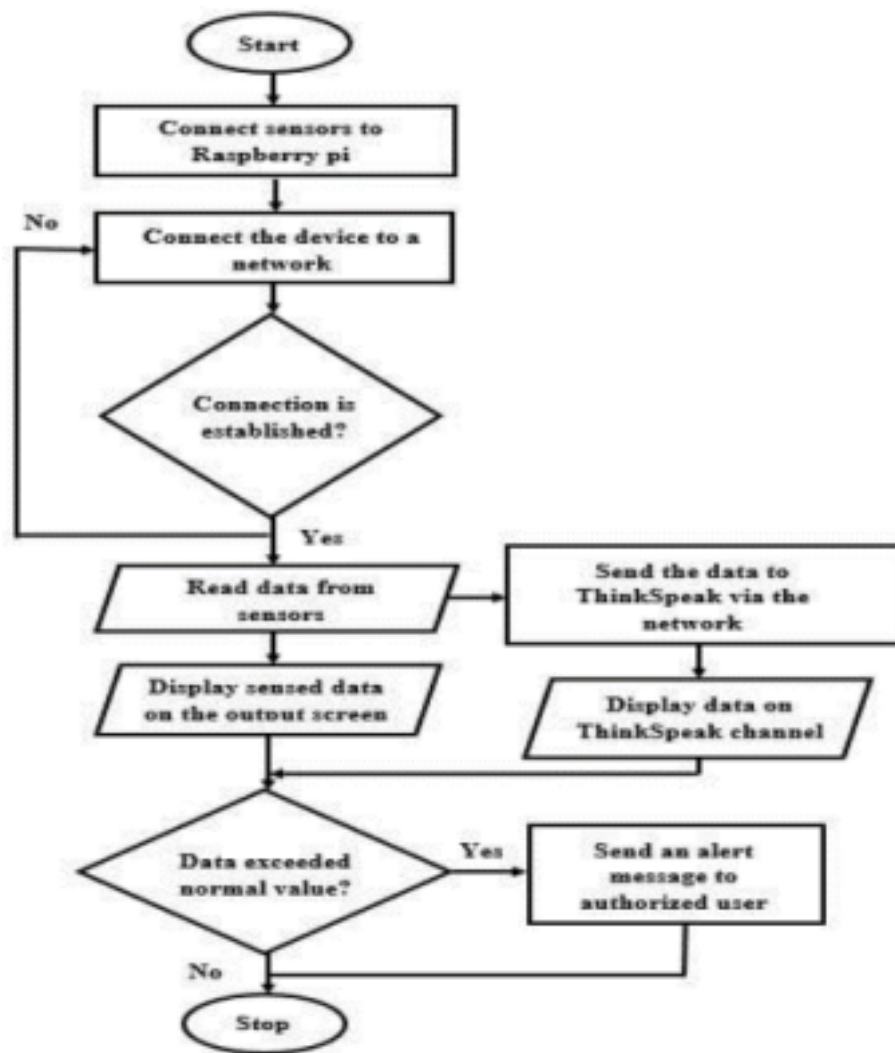 Start
Connect sensors to
Raspberry pi
No
Connect the device to a
network
Connection is
established?
Yes
Read data from
sensors
Send the data to
ThinkSpeak via the
network
Display sensed data
on the output screen
Display data on
ThinkSpeak channel
Data exceeded
normal value?
Yes
Send an alert
message to
authorized user
No
Stop